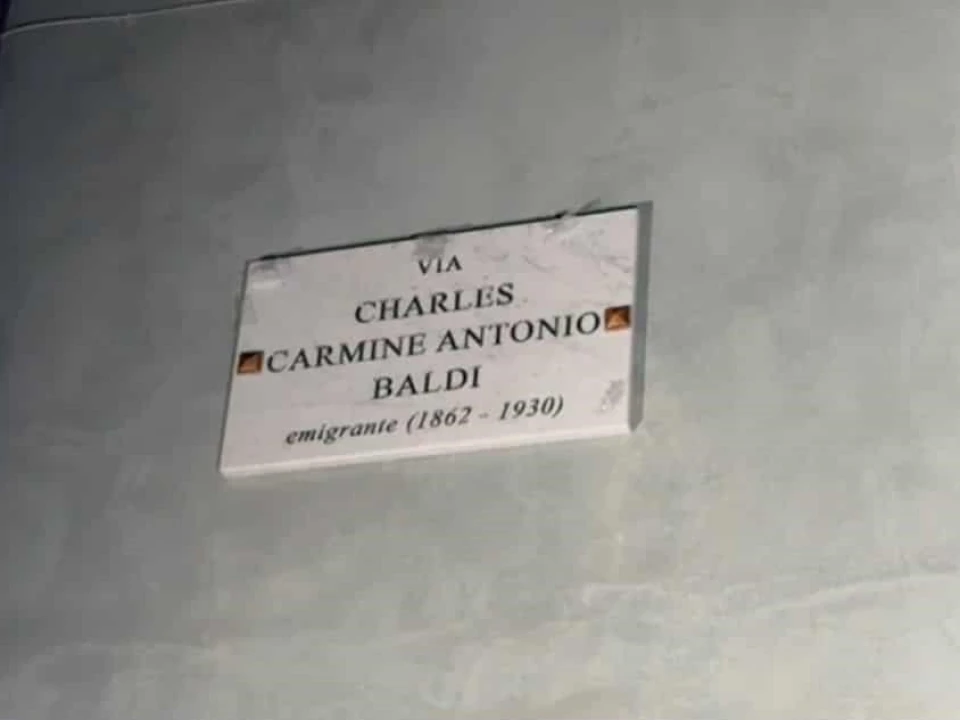 VIA
CHARLES
CARMINE ANTONIO
BALDI
emigrante (1862 - 1930)